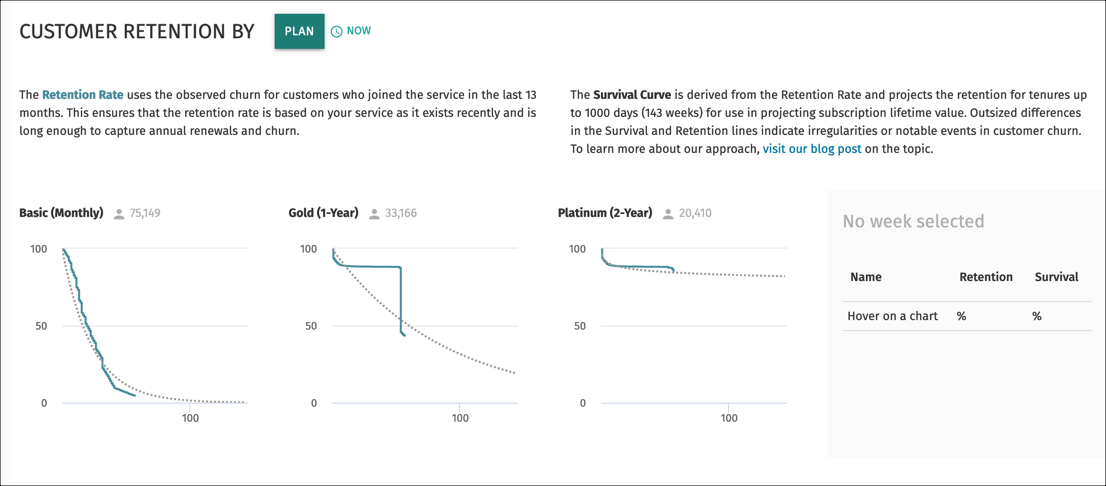 CUSTOMER RETENTION BY PLAN NOW
The Retention Rate uses the observed churn for customers who joined the service in the last 13
months. This ensures that the retention rate is based on your service as it exists recently and is
long enough to capture annual renewals and churn.
The Survival Curve is derived from the Retention Rate and projects the retention for tenures up
to 1000 days (143 weeks) for use in projecting subscription lifetime value. Outsized differences
in the Survival and Retention lines indicate irregularities or notable events in customer churn.
To learn more about our approach, visit our blog post on the topic.
Basic (Monthly) 75,149
100
50
0
100
Gold (1-Year) 33,166
100
50
0
100
Platinum (2-Year) 20,410
100
50
0
100
No week selected
Name Retention Survival
Hover on a chart % %